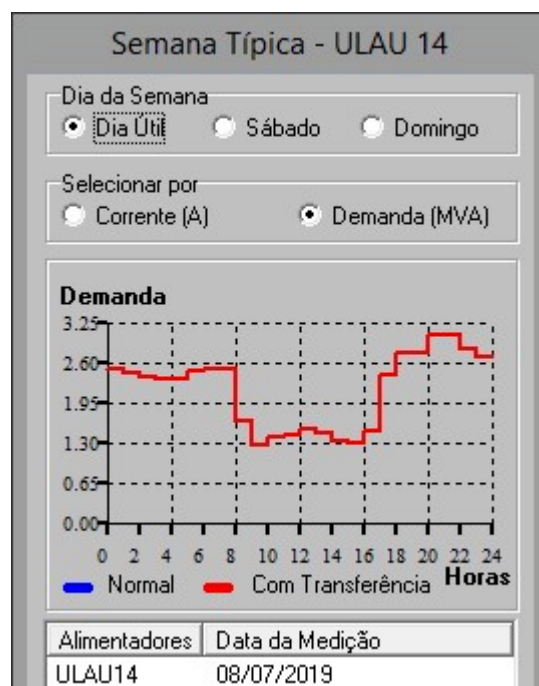 Semana Típica - ULAU 14
Dia da Semana
Dia Útil Sábado Domingo
Selecionar por
Corrente (A) Demanda (MVA)
Demanda
3.25
2.60
1.95
1.30
0.65
0.00
0 2 4 6 8 10 12 14 16 18 20 22 24
Normal Com Transferência Horas
Alimentadores Data da Medição
ULAU14 08/07/2019